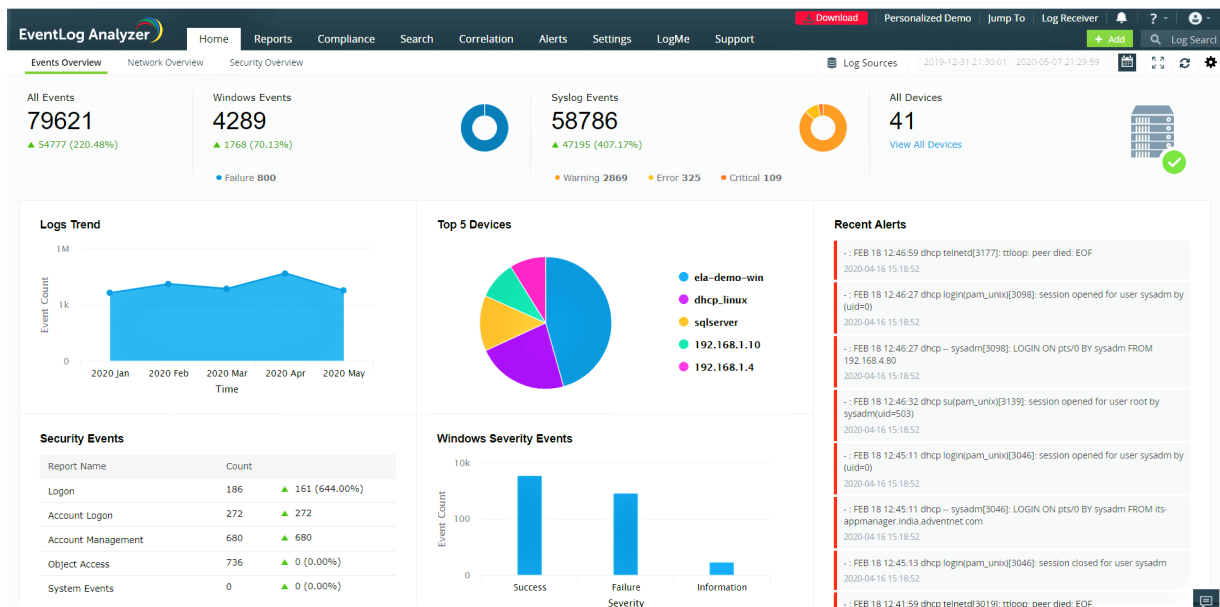 Download Personalized Demo Jump To Log Receiver ?
EventLog Analyzer Home Reports Compliance Search Correlation Alerts Settings LogMe Support + Add Log Searcl
Events Overview Network Overview Security Overview Log Sources 2019-12-31 21:30:01 2020-05-07 21:29:59
All Events
79621
54777 (220.48%)
Windows Events
4289
1768 (70.13%)
Failure 800
Syslog Events
58786
47195 (407.17%)
Warning 2869 Error 325 Critical 109
All Devices
41
View All Devices
Logs Trend
1M
1k
0
Event Count
2020 Jan 2020 Feb 2020 Mar 2020 Apr 2020 May
Time
Top 5 Devices
ela-demo-win
dhcp_linux
sqlserver
192.168.1.10
192.168.1.4
Recent Alerts
- : FEB 18 12:46:59 dhcp telnetd[3177]: ttloop: peer died: EOF
2020-04-16 15:18:52
- : FEB 18 12:46:27 dhcp login(pam_unix)[3098]: session opened for user sysadm by
(uid=0)
2020-04-16 15:18:52
- : FEB 18 12:46:27 dhcp -- sysadm[3098]: LOGIN ON pts/0 BY sysadm FROM
192.168.4.80
2020-04-16 15:18:52
- : FEB 18 12:46:32 dhcp su(pam_unix)[3139]: session opened for user root by
sysadm(uid=503)
2020-04-16 15:18:52
- : FEB 18 12:45:11 dhcp login(pam_unix)[3046]: session opened for user sysadm by
(uid=0)
2020-04-16 15:18:52
- : FEB 18 12:45:11 dhcp -- sysadm[3046]: LOGIN ON pts/0 BY sysadm FROM its-
appmanager.india.adventnet.com
2020-04-16 15:18:52
- : FEB 18 12:45:13 dhcp login(pam_unix)[3046]: session closed for user sysadm
2020-04-16 15:18:52
- : FEB 18 12:41:59 dhcp telnetd[3019]: ttloop: peer died: EOF
Security Events
Report Name Count
Logon 186 161 (644.00%)
Account Logon 272 272
Account Management 680 680
Object Access 736 0 (0.00%)
System Events 0 0 (0.00%)
Windows Severity Events
10k
100
0
Event Count
Success Failure Information
Severity